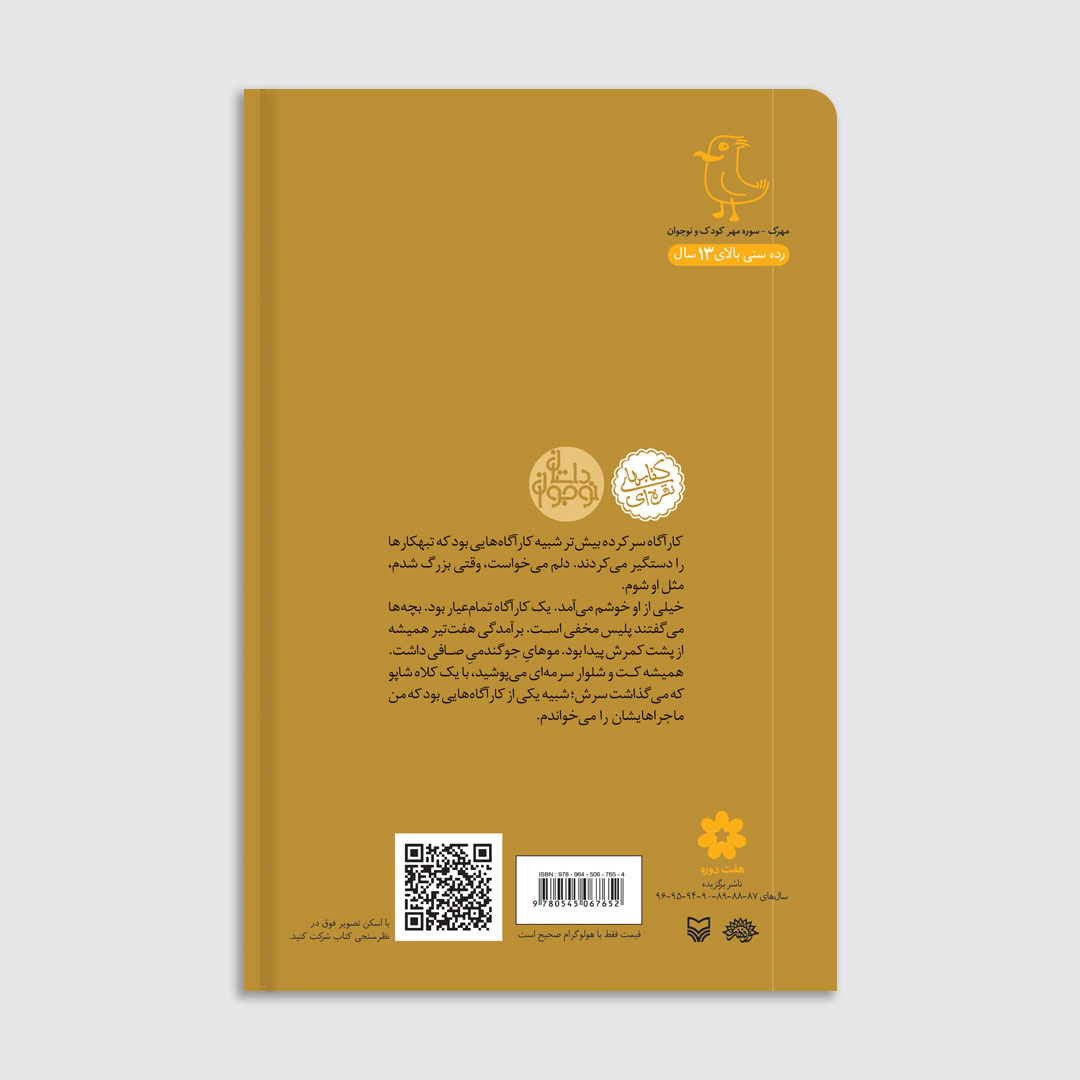 مهرک - سوره مهر کودک و نوجوان
رده سنی بالای ۱۳ سال
کتابهای نقره‌ای
داستان نوجوان
کارآگاه سرکرده بیش‌تر شبیه کارآگاه‌هایی بود که تبهکارها
را دستگیر می‌کردند. دلم می‌خواست، وقتی بزرگ شدم،
مثل او شوم.
خیلی از او خوشم می‌آمد. یک کارآگاه تمام‌عیار بود. بچه‌ها
می‌گفتند پلیس مخفی است. برآمدگی هفت‌تیر همیشه
از پشت کمرش پیدا بود. موهایِ جوگندمیِ صافی داشت.
همیشه کت و شلوار سرمه‌ای می‌پوشید، با یک کلاه شاپو
که می‌گذاشت سرش؛ شبیه یکی از کارآگاه‌هایی بود که من
ماجراهایشان را می‌خواندم.
هفت دوره
ناشر برگزیده
سال‌های ۸۷-۸۸-۸۹-۹۰-۹۴-۹۵-۹۶
ISBN : 978 - 964 - 506 - 765 - 4
9 780545 067652
قیمت فقط با هولوگرام صحیح است
با اسکن تصویر فوق در
نظرسنجی کتاب شرکت کنید.